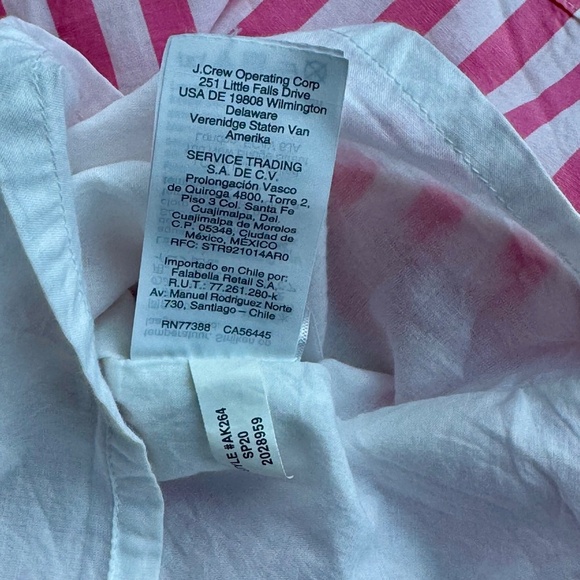 J.Crew Operating Corp
251 Little Falls Drive
USA DE 19808 Wilmington
Delaware
Verenidge Staten Van
Amerika
SERVICE TRADING
S.A. DE C.V.
Prolongación Vasco
de Quiroga 4800, Torre 2,
Piso 3 Col. Santa Fe
Cuajimalpa, Del.
Cuajimalpa de Morelos
C.P. 05348, Ciudad de
México, MÉXICO
RFC: STR921014AR0
Importado en Chile por:
Falabella Retail S.A.
R.U.T.: 77.261.280-k
Av: Manuel Rodriguez Norte
730, Santiago – Chile
RN77388 CA56445
#AK264
SP20
2028959